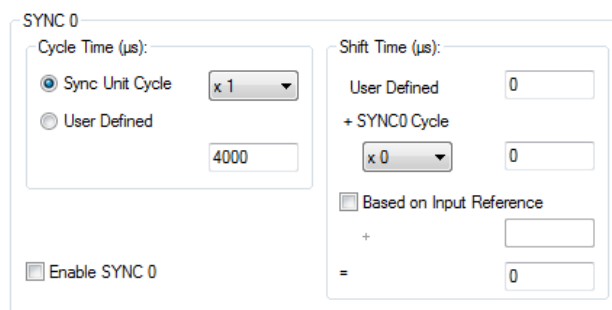 SYNC 0
Cycle Time (µs):
Sync Unit Cycle
x 1
User Defined
4000
Enable SYNC 0
Shift Time (µs):
User Defined
0
+ SYNC0 Cycle
x 0
0
Based on Input Reference
+
=
0